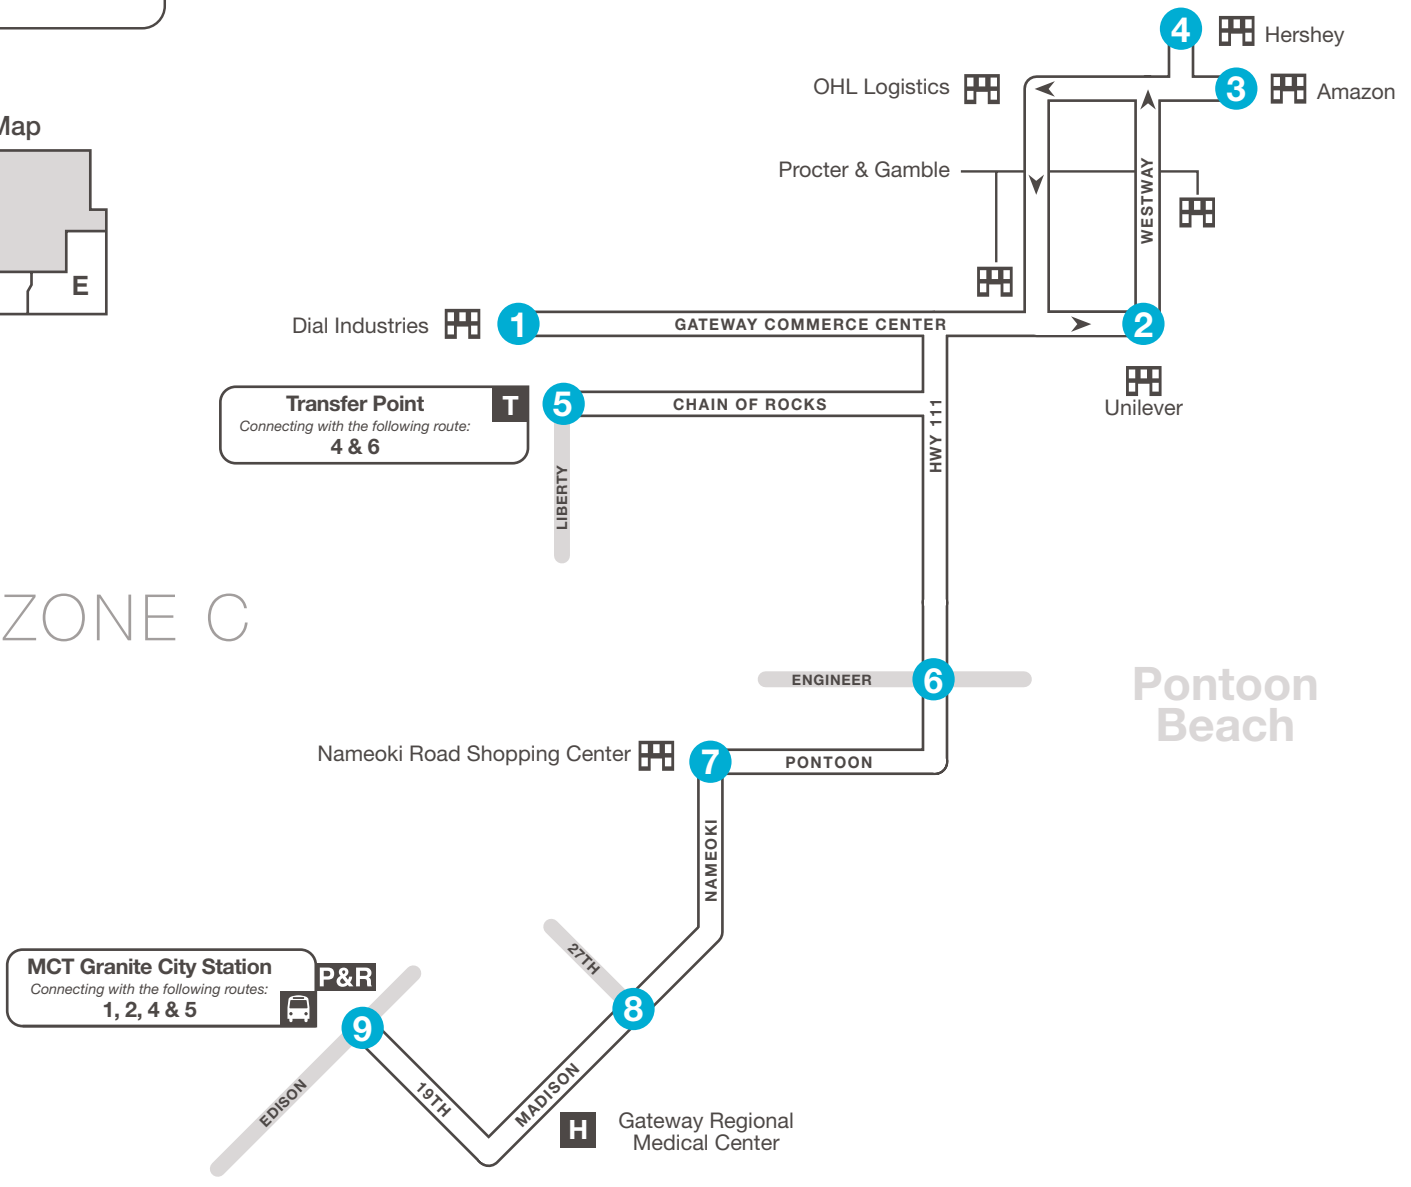 4
Hershey
OHL Logistics
3
Amazon
Map
Procter & Gamble
WESTWAY
E
Dial Industries
1
GATEWAY COMMERCE CENTER
2
Unilever
Transfer Point
T
Connecting with the following route:
4 & 6
5
CHAIN OF ROCKS
HWY 111
LIBERTY
ZONE C
ENGINEER
6
Pontoon
Beach
Nameoki Road Shopping Center
7
PONTOON
NAMEOKI
27TH
8
MCT Granite City Station
P&R
Connecting with the following routes:
1, 2, 4 & 5
9
EDISON
19TH
MADISON
H
Gateway Regional
Medical Center